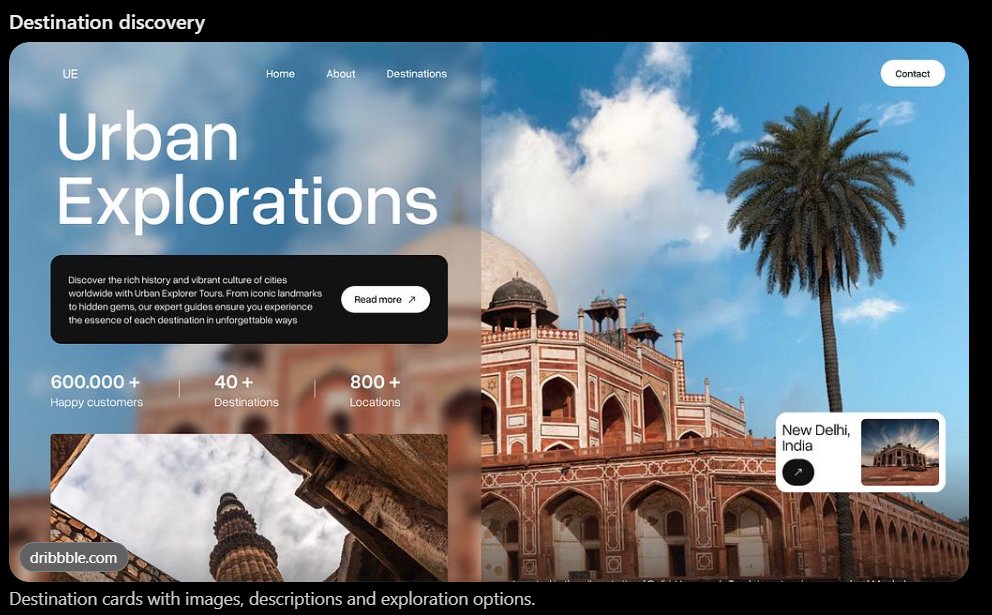 Destination discovery
UE
Home
About
Destinations
Contact
Urban
Explorations
Discover the rich history and vibrant culture of cities
worldwide with Urban Explorer Tours. From iconic landmarks
to hidden gems, our expert guides ensure you experience
the essence of each destination in unforgettable ways
Read more
600.000 +
Happy customers
40 +
Destinations
800 +
Locations
New Delhi,
India
dribbble.com
Destination cards with images, descriptions and exploration options.